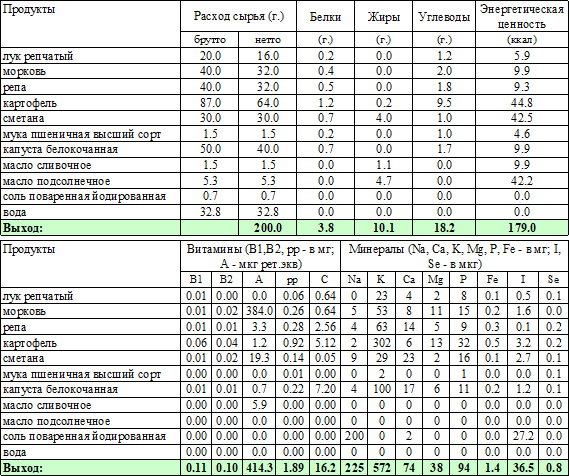 Продукты Расход сырья (г.) Белки Жиры Углеводы Энергетическая ценность
брутто нетто (г.) (г.) (г.) (ккал)
лук репчатый 20.0 16.0 0.2 0.0 1.2 5.9
морковь 40.0 32.0 0.4 0.0 2.0 9.9
репа 40.0 32.0 0.5 0.0 1.8 9.3
картофель 87.0 64.0 1.2 0.2 9.5 44.8
сметана 30.0 30.0 0.7 4.0 1.0 42.5
мука пшеничная высший сорт 1.5 1.5 0.2 0.0 1.0 4.6
капуста белокочанная 50.0 40.0 0.7 0.0 1.7 9.9
масло сливочное 1.5 1.5 0.0 1.1 0.0 9.9
масло подсолнечное 5.3 5.3 0.0 4.7 0.0 42.2
соль поваренная йодированная 0.7 0.7 0.0 0.0 0.0 0.0
вода 32.8 32.8 0.0 0.0 0.0 0.0
Выход: 200.0 3.8 10.1 18.2 179.0
Продукты Витамины (B1,B2, pp - в мг; А - мкг рет.экв) Минералы (Na, Ca, K, Mg, P, Fe - в мг; I, Se - в мкг)
B1 B2 A pp C Na K Ca Mg P Fe I Se
лук репчатый 0.01 0.00 0.0 0.06 0.64 0 23 4 2 8 0.1 0.5 0.1
морковь 0.01 0.02 384.0 0.26 0.64 5 53 8 11 15 0.2 1.6 0.0
репа 0.01 0.01 3.3 0.28 2.56 4 63 14 5 9 0.3 0.1 0.2
картофель 0.06 0.04 1.2 0.92 5.12 2 302 6 13 32 0.5 3.2 0.2
сметана 0.01 0.02 19.3 0.14 0.05 9 29 23 2 16 0.1 2.7 0.1
мука пшеничная высший сорт 0.00 0.00 0.0 0.01 0.00 0 2 0 0 1 0.0 0.0 0.1
капуста белокочанная 0.01 0.01 0.7 0.22 7.20 4 100 17 6 11 0.2 1.2 0.1
масло сливочное 0.00 0.00 5.9 0.00 0.00 0 0 0 0 0 0.0 0.0 0.0
масло подсолнечное 0.00 0.00 0.0 0.00 0.00 0 0 0 0 0 0.0 0.0 0.0
соль поваренная йодированная 0.00 0.00 0.0 0.00 0.00 200 0 2 0 0 0.0 27.2 0.0
вода 0.00 0.00 0.0 0.00 0.00 0 0 0 0 0 0.0 0.0 0.0
Выход: 0.11 0.10 414.3 1.89 16.2 225 572 74 38 94 1.4 36.5 0.8